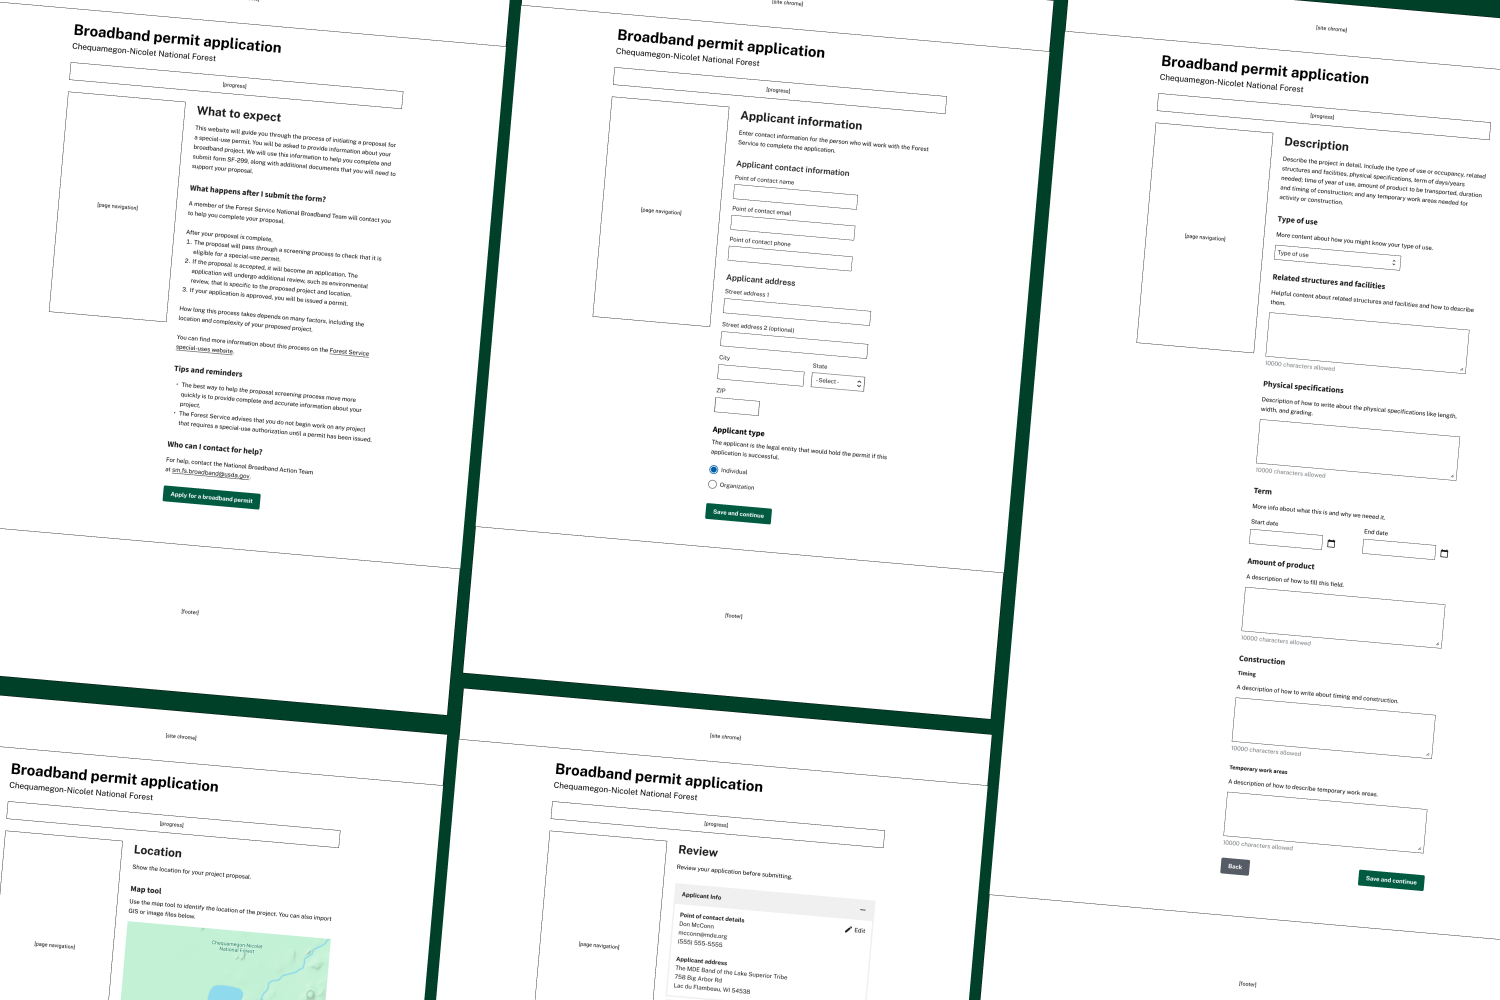 Broadband permit application
Chequamegon-Nicolet National Forest
[progress]
[page navigation]
What to expect
This website will guide you through the process of initiating a proposal for
a special-use permit. You will be asked to provide information about your
broadband project. We will use this information to help you complete and
submit form SF-299, along with additional documents that you will need to
support your proposal.
What happens after I submit the form?
A member of the Forest Service National Broadband Team will contact you
to help you complete your proposal.
After your proposal is complete,
1. The proposal will pass through a screening process to check that it is
eligible for a special-use permit.
2. If the proposal is accepted, it will become an application. The
application will undergo additional review, such as environmental
review, that is specific to the proposed project and location.
3. If your application is approved, you will be issued a permit.
How long this process takes depends on many factors, including the
location and complexity of your proposed project.
You can find more information about this process on the Forest Service
special-uses website.
Tips and reminders
• The best way to help the proposal screening process move more
quickly is to provide complete and accurate information about your
project.
• The Forest Service advises that you do not begin work on any project
that requires a special-use authorization until a permit has been issued.
Who can I contact for help?
For help, contact the National Broadband Action Team
at sm.fs.broadband@usda.gov.
Apply for a broadband permit
[footer]
[site chrome]
Broadband permit application
Chequamegon-Nicolet National Forest
[progress]
[page navigation]
Applicant information
Enter contact information for the person who will work with the Forest
Service to complete the application.
Applicant contact information
Point of contact name
Point of contact email
Point of contact phone
Applicant address
Street address 1
Street address 2 (optional)
City
State
- Select -
ZIP
Applicant type
The applicant is the legal entity that would hold the permit if this
application is successful.
Individual
Organization
Save and continue
[footer]
[site chrome]
Broadband permit application
Chequamegon-Nicolet National Forest
[progress]
[page navigation]
Description
Describe the project in detail. Include the type of use or occupancy, related
structures and facilities, physical specifications, term of days/years
needed; time of year of use, amount of product to be transported, duration
and timing of construction; and any temporary work areas needed for
activity or construction.
Type of use
More content about how you might know your type of use.
Type of use
Related structures and facilities
Helpful content about related structures and facilities and how to describe
them.
10000 characters allowed
Physical specifications
Description of how to write about the physical specifications like length,
width, and grading.
10000 characters allowed
Term
More info about what this is and why we neeed it.
Start date
End date
Amount of product
A description of how to fill this field.
10000 characters allowed
Construction
Timing
A description of how to write about timing and construction.
10000 characters allowed
Temporary work areas
A description of how to describe temporary work areas.
10000 characters allowed
Back
Save and continue
[footer]
[site chrome]
Broadband permit application
Chequamegon-Nicolet National Forest
[progress]
[page navigation]
Location
Show the location for your project proposal.
Map tool
Use the map tool to identify the location of the project. You can also import
GIS or image files below.
Chequamegon-Nicolet
National Forest
[site chrome]
Broadband permit application
Chequamegon-Nicolet National Forest
[progress]
[page navigation]
Review
Review your application before submitting.
Applicant Info
Point of contact details
Don McConn
mcconn@mde.org
(555) 555-5555
Edit
Applicant address
The MDE Band of the Lake Superior Tribe
758 Big Arbor Rd
Lac du Flambeau, WI 54538